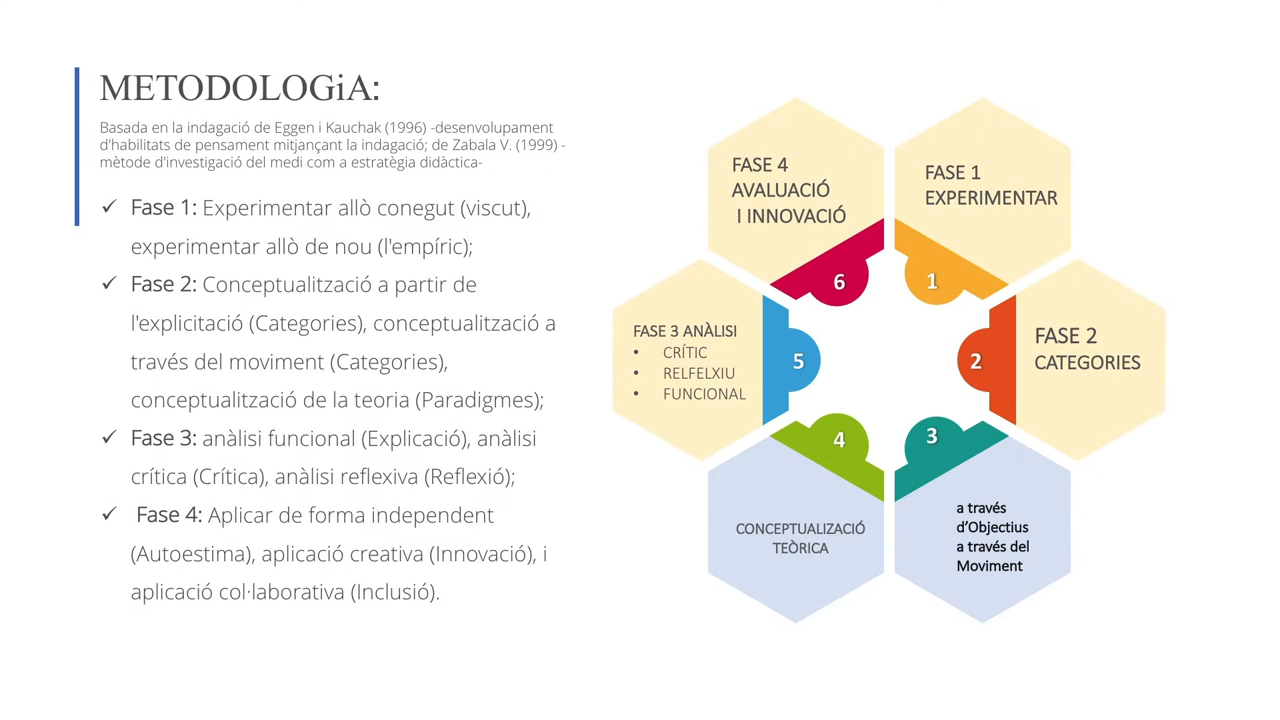 METODOLOGiA:
Basada en la indagació de Eggen i Kauchak (1996) -desenvolupament
d'habilitats de pensament mitjançant la indagació; de Zabala V. (1999) -
mètode d'investigació del medi com a estratègia didàctica-
✓ Fase 1: Experimentar allò conegut (viscut),
experimentar allò de nou (l'empíric);
✓ Fase 2: Conceptualització a partir de
l'explicitació (Categories), conceptualització a
través del moviment (Categories),
conceptualització de la teoria (Paradigmes);
✓ Fase 3: anàlisi funcional (Explicació), anàlisi
crítica (Crítica), anàlisi reflexiva (Reflexió);
✓ Fase 4: Aplicar de forma independent
(Autoestima), aplicació creativa (Innovació), i
aplicació col·laborativa (Inclusió).
FASE 4
AVALUACIÓ
I INNOVACIÓ
6
FASE 1
EXPERIMENTAR
1
FASE 2
CATEGORIES
2
a través
d’Objectius
a través del
Moviment
3
CONCEPTUALIZACIÓ
TEÒRICA
4
FASE 3 ANÀLISI
• CRÍTIC
• RELFELXIU
• FUNCIONAL
5